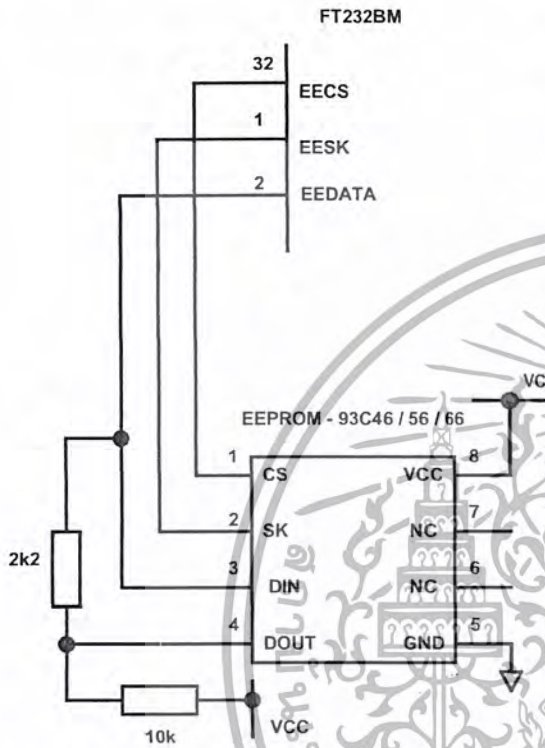 FT232BM
32
EECS
1
EESK
2
EEDATA
EEPROM - 93C46 / 56 / 66
1
CS
VCC
8
2
SK
NC
7
3
DIN
NC
6
4
DOUT
GND
5
2k2
10k
VCC